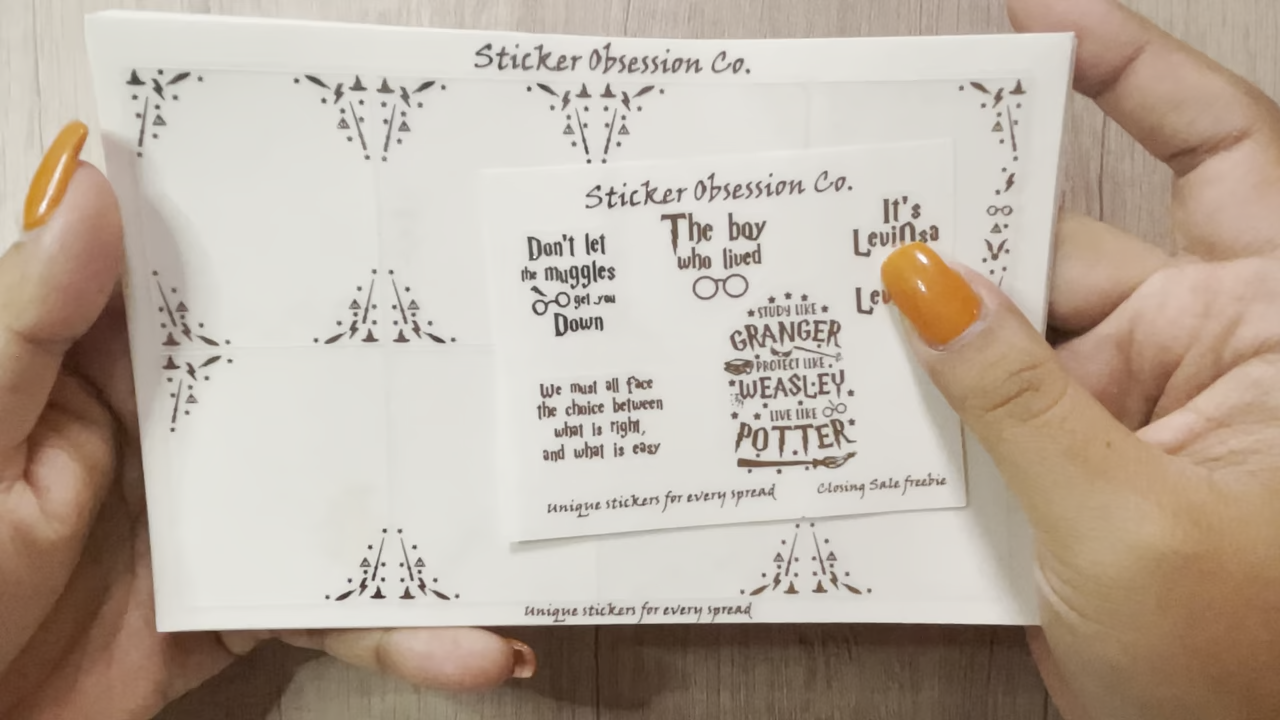 Sticker Obsession Co.
Sticker Obsession Co.
Don't let
the muggles
get you
Down
The boy
who lived
It's
LeviOsa
STUDY LIKE
GRANGER
PROTECT LIKE
WEASLEY
LIVE LIKE
POTTER
We must all face
the choice between
what is right,
and what is easy
Unique stickers for every spread
Closing Sale freebie
Unique stickers for every spread